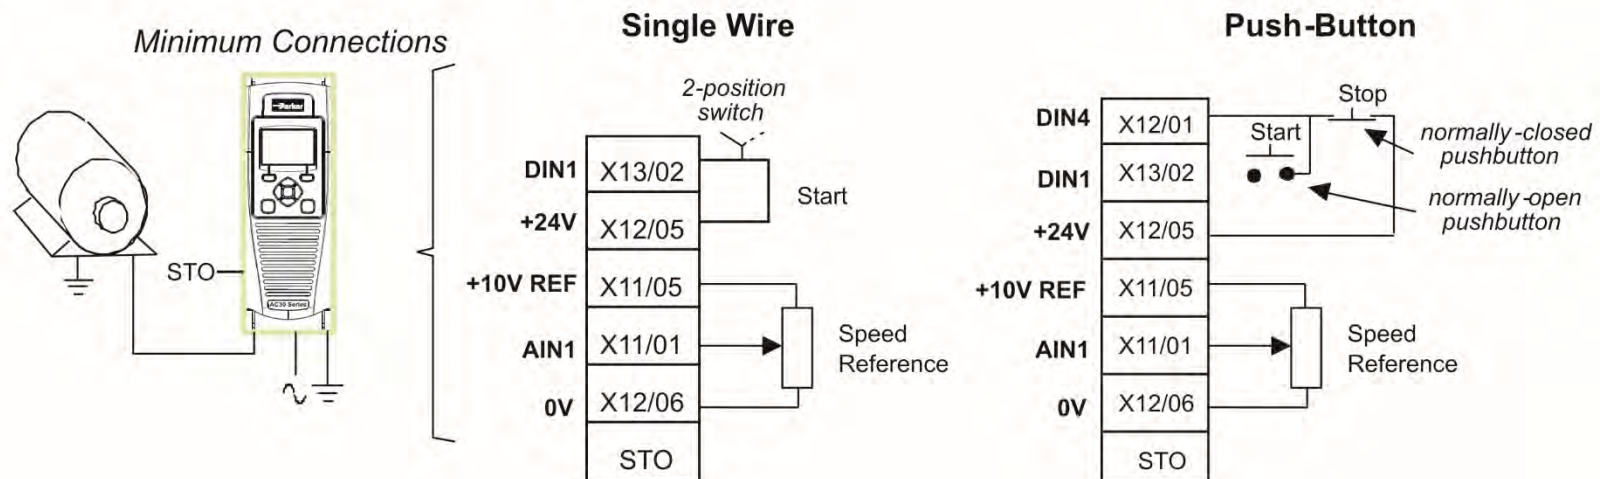 Minimum Connections
Parker
STO
AC30 Series
Single Wire
2-position
switch
DIN1
X13/02
+24V
X12/05
Start
+10V REF
X11/05
AIN1
X11/01
Speed
Reference
0V
X12/06
STO
Push-Button
DIN4
X12/01
Stop
Start
normally-closed
pushbutton
DIN1
X13/02
normally-open
pushbutton
+24V
X12/05
+10V REF
X11/05
AIN1
X11/01
Speed
Reference
0V
X12/06
STO